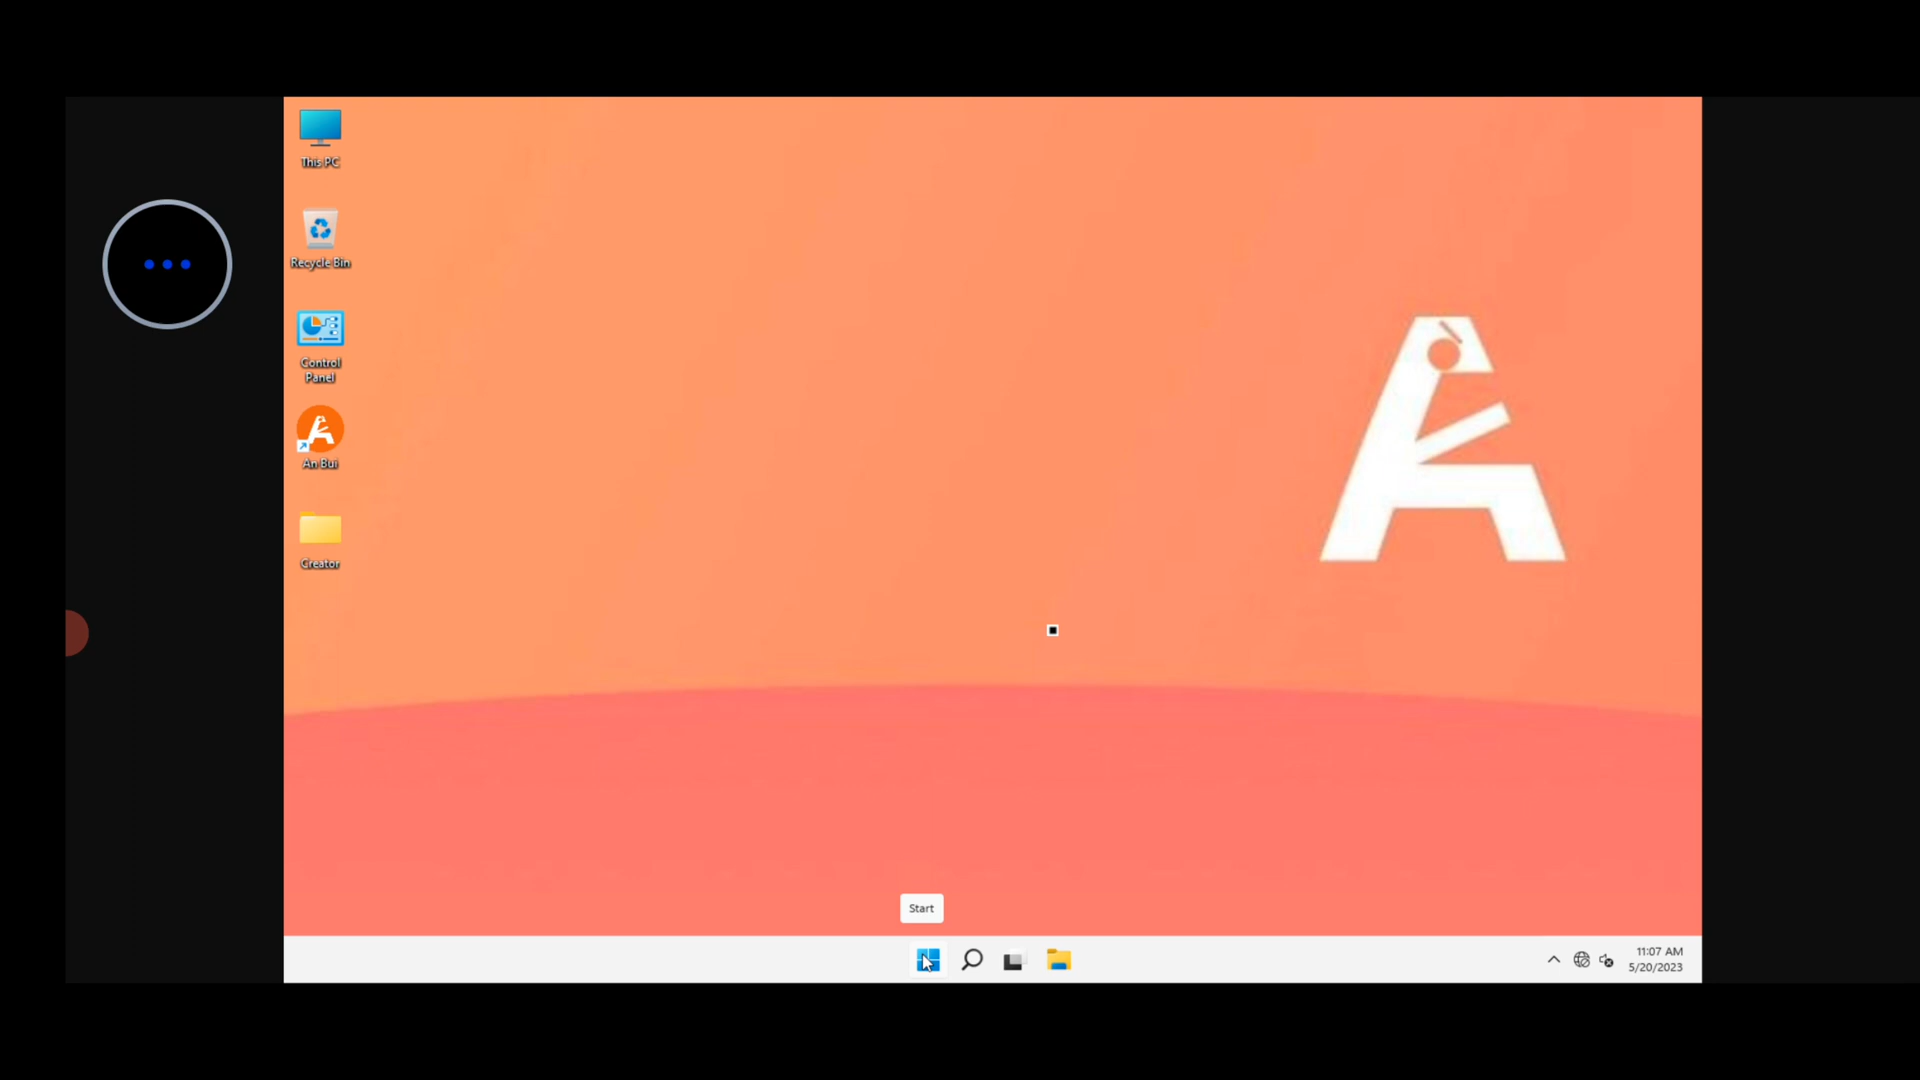 This PC
Recycle Bin
Control
Panel
An Bui
Creator
Start
11:07 AM
5/20/2023